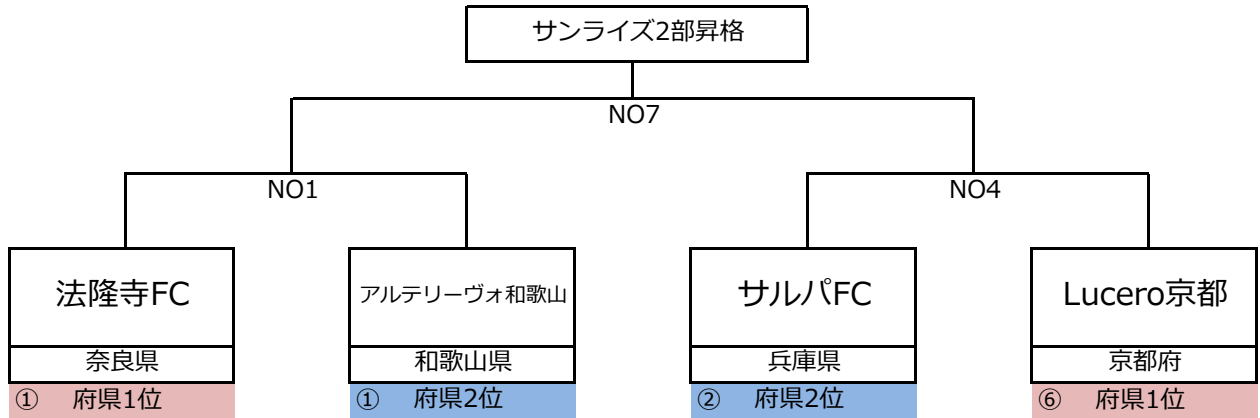 サンライズ2部昇格
NO7
NO1 NO4
法隆寺FC アルテリーヴォ和歌山 サルパFC Lucero京都
奈良県 和歌山県 兵庫県 京都府
① 府県1位 ① 府県2位 ② 府県2位 ⑥ 府県1位